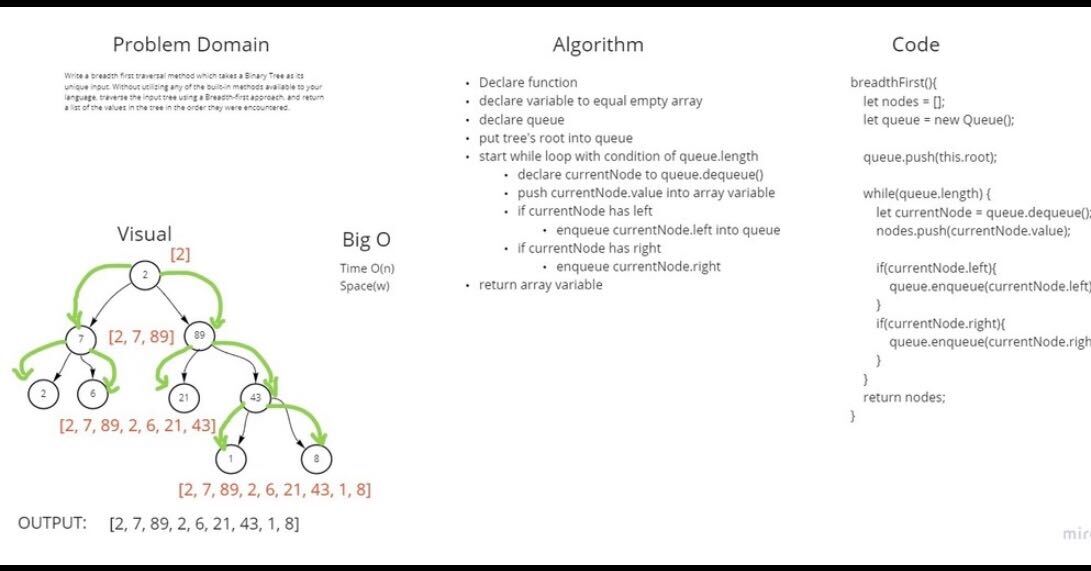 Problem Domain
Write a breadth first traversal method which takes a Binary Tree as its
unique input. Without utilizing any of the built-in methods available to your
language, traverse the input tree using a Breadth-first approach, and return
a list of the values in the tree in the order they were encountered.
Algorithm
• Declare function
• declare variable to equal empty array
• declare queue
• put tree's root into queue
• start while loop with condition of queue.length
• declare currentNode to queue.dequeue()
• push currentNode.value into array variable
• if currentNode has left
• enqueue currentNode.left into queue
• if currentNode has right
• enqueue currentNode.right
• return array variable
Code
breadthFirst(){
let nodes = [];
let queue = new Queue();
queue.push(this.root);
while(queue.length) {
let currentNode = queue.dequeue();
nodes.push(currentNode.value);
if(currentNode.left){
queue.enqueue(currentNode.left)
}
if(currentNode.right){
queue.enqueue(currentNode.righ
}
}
return nodes;
}
Visual
[2]
2
7
[2, 7, 89]
89
2
6
21
43
[2, 7, 89, 2, 6, 21, 43]
1
8
[2, 7, 89, 2, 6, 21, 43, 1, 8]
OUTPUT: [2, 7, 89, 2, 6, 21, 43, 1, 8]
Big O
Time O(n)
Space(w)
mir